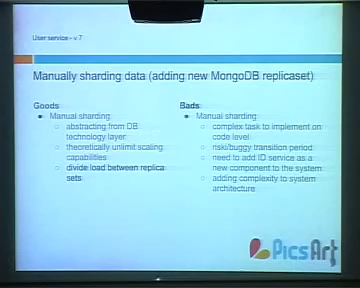 User service - v 7
Manually sharding data (adding new MongoDB replicaset)
Goods
Manual sharding:
abstracting from DB
technology layer
theoretically unlimit scaling
capabilities
divide load between replica
sets
Bads
Manual sharding:
complex task to implement on
code level
riski/buggy transition period
need to add ID service as a
new component to the system
adding complexity to system
architecture
PicsArt